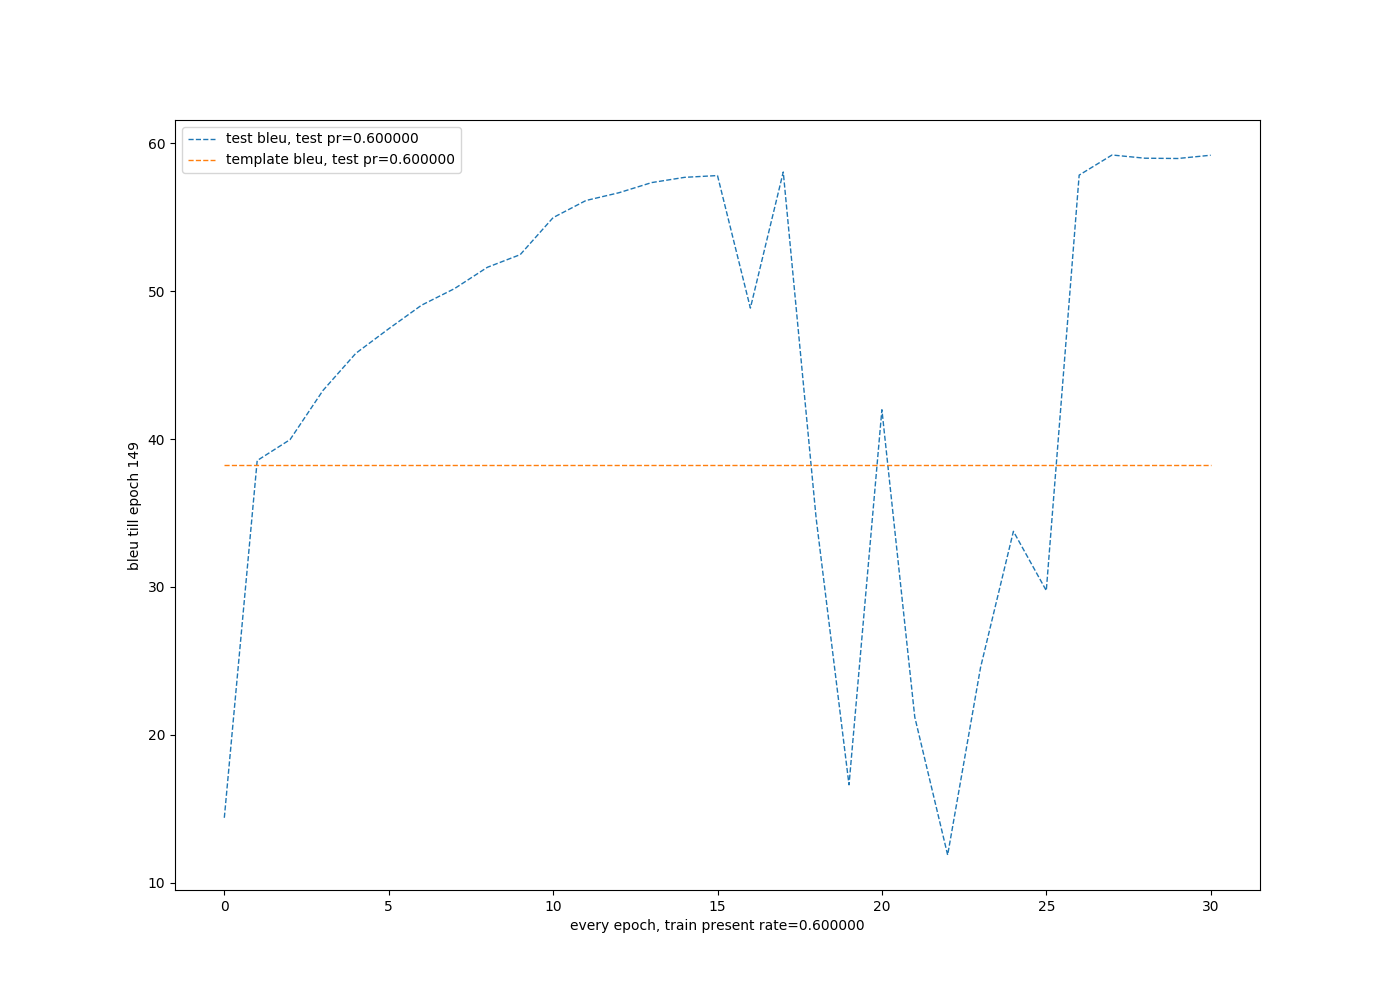 test bleu, test pr=0.600000
template bleu, test pr=0.600000
60
50
40
30
20
10
bleu till epoch 149
0 5 10 15 20 25 30
every epoch, train present rate=0.600000